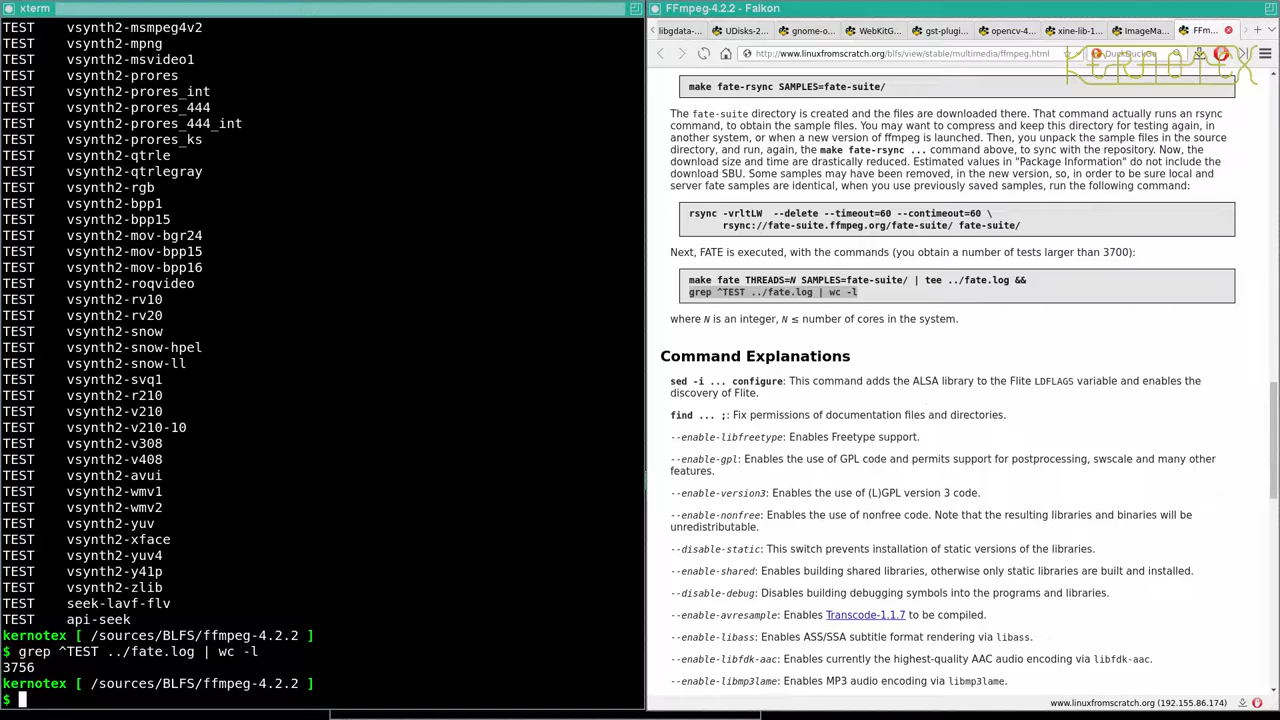 xterm
TEST vsynth2-msmpeg4v2
TEST vsynth2-mpng
TEST vsynth2-msvideo1
TEST vsynth2-prores
TEST vsynth2-prores_int
TEST vsynth2-prores_444
TEST vsynth2-prores_444_int
TEST vsynth2-prores_ks
TEST vsynth2-qtrle
TEST vsynth2-qtrlegray
TEST vsynth2-rgb
TEST vsynth2-bpp1
TEST vsynth2-bpp15
TEST vsynth2-mov-bgr24
TEST vsynth2-mov-bpp15
TEST vsynth2-mov-bpp16
TEST vsynth2-roqvideo
TEST vsynth2-rv10
TEST vsynth2-rv20
TEST vsynth2-snow
TEST vsynth2-snow-hpel
TEST vsynth2-snow-ll
TEST vsynth2-svq1
TEST vsynth2-r210
TEST vsynth2-v210
TEST vsynth2-v210-10
TEST vsynth2-v308
TEST vsynth2-v408
TEST vsynth2-avui
TEST vsynth2-wmv1
TEST vsynth2-wmv2
TEST vsynth2-yuv
TEST vsynth2-xface
TEST vsynth2-yuv4
TEST vsynth2-y41p
TEST vsynth2-zlib
TEST seek-lavf-flv
TEST api-seek
kernotex [ /sources/BLFS/ffmpeg-4.2.2 ]
$ grep ^TEST ../fate.log | wc -l
3756
kernotex [ /sources/BLFS/ffmpeg-4.2.2 ]
$
FFmpeg-4.2.2 - Falkon
libgdata-... UDisks-2... gnome-o... WebKitG... gst-plugi... opencv-4... xine-lib-1... ImageMa... FFm...
http://www.linuxfromscratch.org/blfs/view/stable/multimedia/ffmpeg.html DuckDuckGo
KERNOTEX
make fate-rsync SAMPLES=fate-suite/
The fate-suite directory is created and the files are downloaded there. That command actually runs an rsync
command, to obtain the sample files. You may want to compress and keep this directory for testing again, in
another system, or when a new version of ffmpeg is launched. Then, you unpack the sample files in the source
directory, and run, again, the make fate-rsync ... command above, to sync with the repository. Now, the
download size and time are drastically reduced. Estimated values in "Package Information" do not include the
download SBU. Some samples may have been removed, in the new version, so, in order to be sure local and
server fate samples are identical, when you use previously saved samples, run the following command:
rsync -vrltLW --delete --timeout=60 --contimeout=60 \
rsync://fate-suite.ffmpeg.org/fate-suite/ fate-suite/
Next, FATE is executed, with the commands (you obtain a number of tests larger than 3700):
make fate THREADS=N SAMPLES=fate-suite/ | tee ../fate.log &&
grep ^TEST ../fate.log | wc -l
where N is an integer, N ≤ number of cores in the system.
Command Explanations
sed -i ... configure: This command adds the ALSA library to the Flite LDFLAGS variable and enables the
discovery of Flite.
find ... ;: Fix permissions of documentation files and directories.
--enable-libfreetype: Enables Freetype support.
--enable-gpl: Enables the use of GPL code and permits support for postprocessing, swscale and many other
features.
--enable-version3: Enables the use of (L)GPL version 3 code.
--enable-nonfree: Enables the use of nonfree code. Note that the resulting libraries and binaries will be
unredistributable.
--disable-static: This switch prevents installation of static versions of the libraries.
--enable-shared: Enables building shared libraries, otherwise only static libraries are built and installed.
--disable-debug: Disables building debugging symbols into the programs and libraries.
--enable-avresample: Enables Transcode-1.1.7 to be compiled.
--enable-libass: Enables ASS/SSA subtitle format rendering via libass.
--enable-libfdk-aac: Enables currently the highest-quality AAC audio encoding via libfdk-aac.
--enable-libmp3lame: Enables MP3 audio encoding via libmp3lame.
www.linuxfromscratch.org (192.155.86.174)